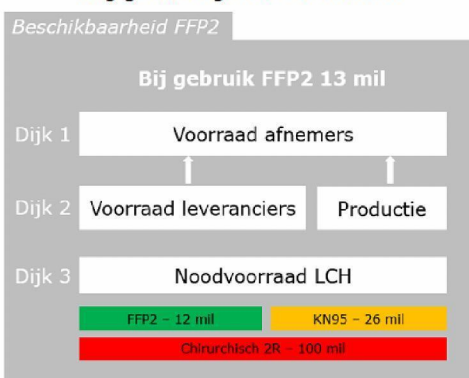 Beschikbaarheid FFP2
Bij gebruik FFP2 13 mil
Dijk 1 Voorraad afnemers
Dijk 2 Voorraad leveranciers Productie
Dijk 3 Noodvoorraad LCH
FFP2 – 12 mil KN95 – 26 mil
Chirurchisch 2R – 100 mil